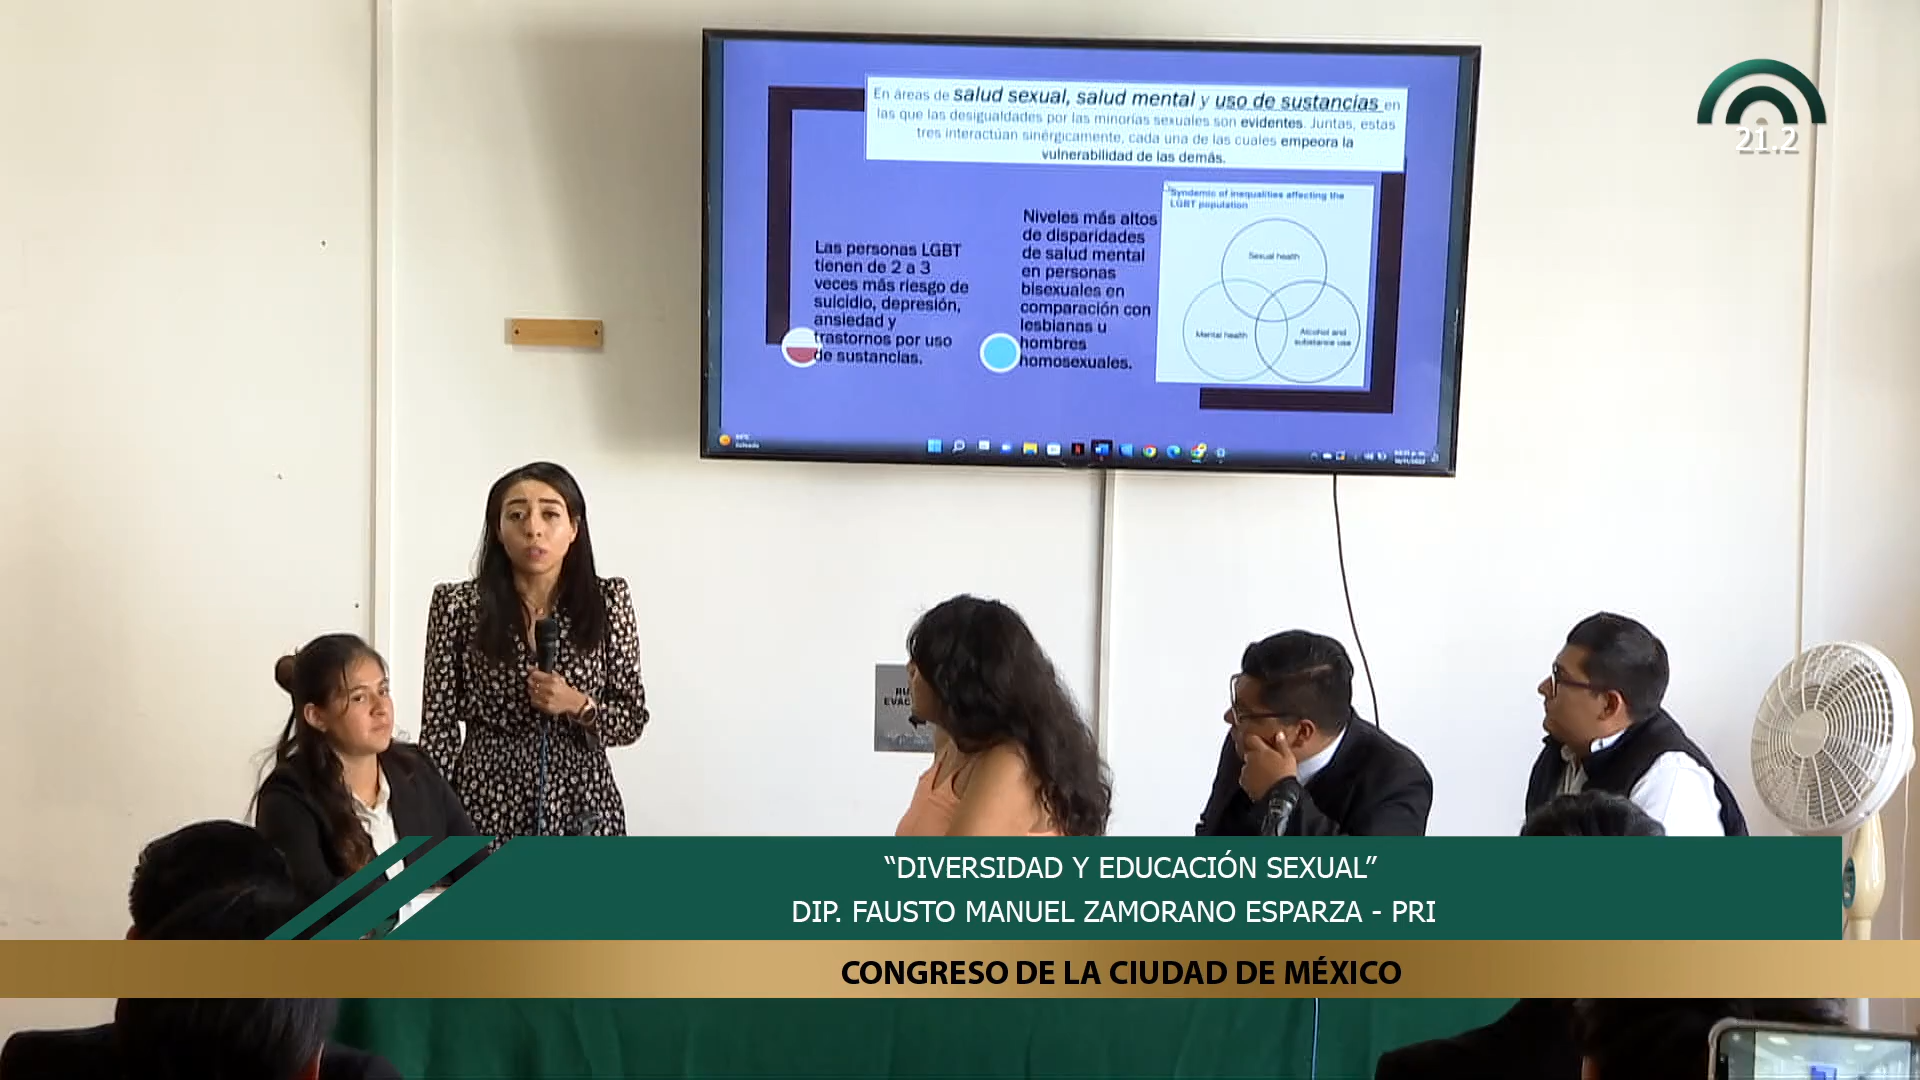 21.2
En áreas de salud sexual, salud mental y uso de sustancias en
las que las desigualdades por las minorías sexuales son evidentes. Juntas, estas
tres interactúan sinérgicamente, cada una de las cuales empeora la
vulnerabilidad de las demás.
Las personas LGBT
tienen de 2 a 3
veces más riesgo de
suicidio, depresión,
ansiedad y
trastornos por uso
de sustancias.
Niveles más altos
de disparidades
de salud mental
en personas
bisexuales en
comparación con
lesbianas u
hombres
homosexuales.
Syndemic of inequalities affecting the
LGBT population
Sexual health
Mental health
Alcohol and
substance use
RU
EVAC
“DIVERSIDAD Y EDUCACIÓN SEXUAL”
DIP. FAUSTO MANUEL ZAMORANO ESPARZA - PRI
CONGRESO DE LA CIUDAD DE MÉXICO